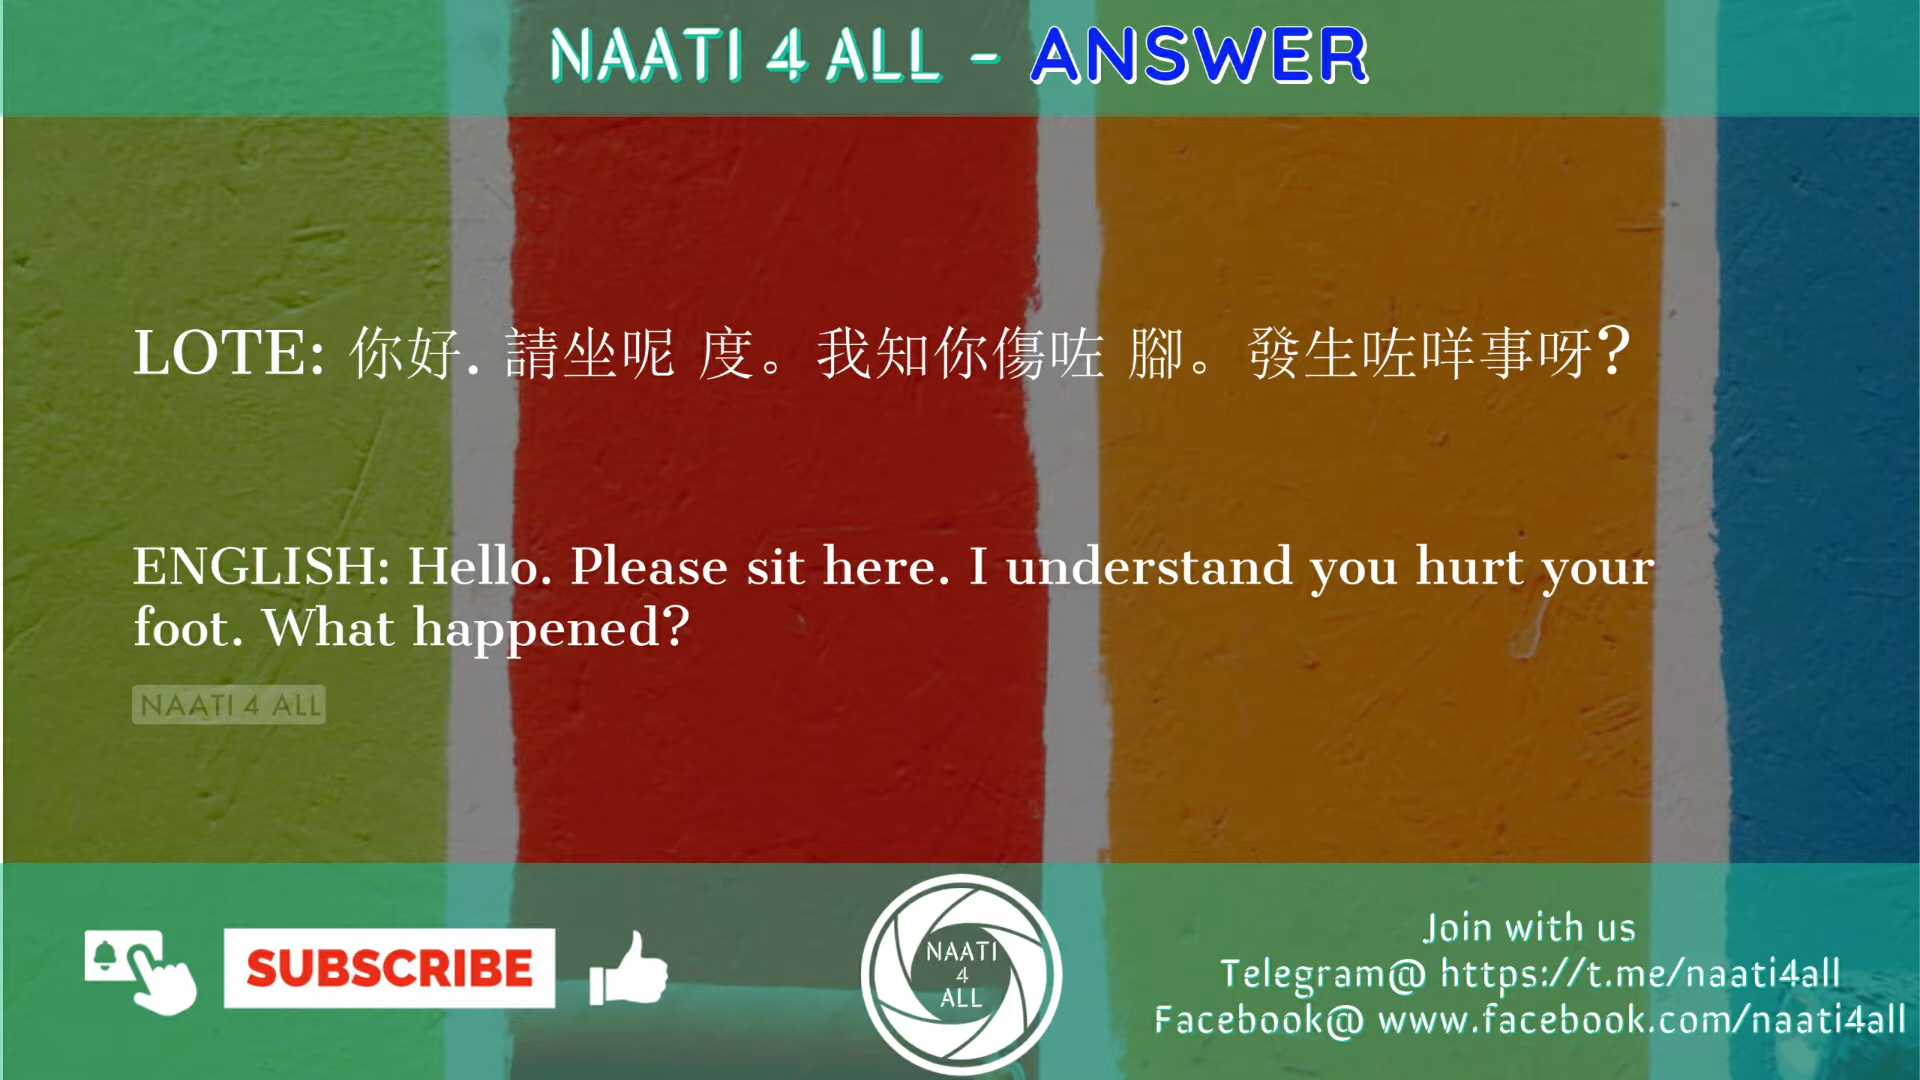 NAATI 4 ALL - ANSWER
LOTE: 你好. 請坐呢 度。我知你傷咗 腳。發生咗咩事呀?
ENGLISH: Hello. Please sit here. I understand you hurt your
foot. What happened?
NAATI 4 ALL
SUBSCRIBE
NAATI
4
ALL
Join with us
Telegram@ https://t.me/naati4all
Facebook@ www.facebook.com/naati4all